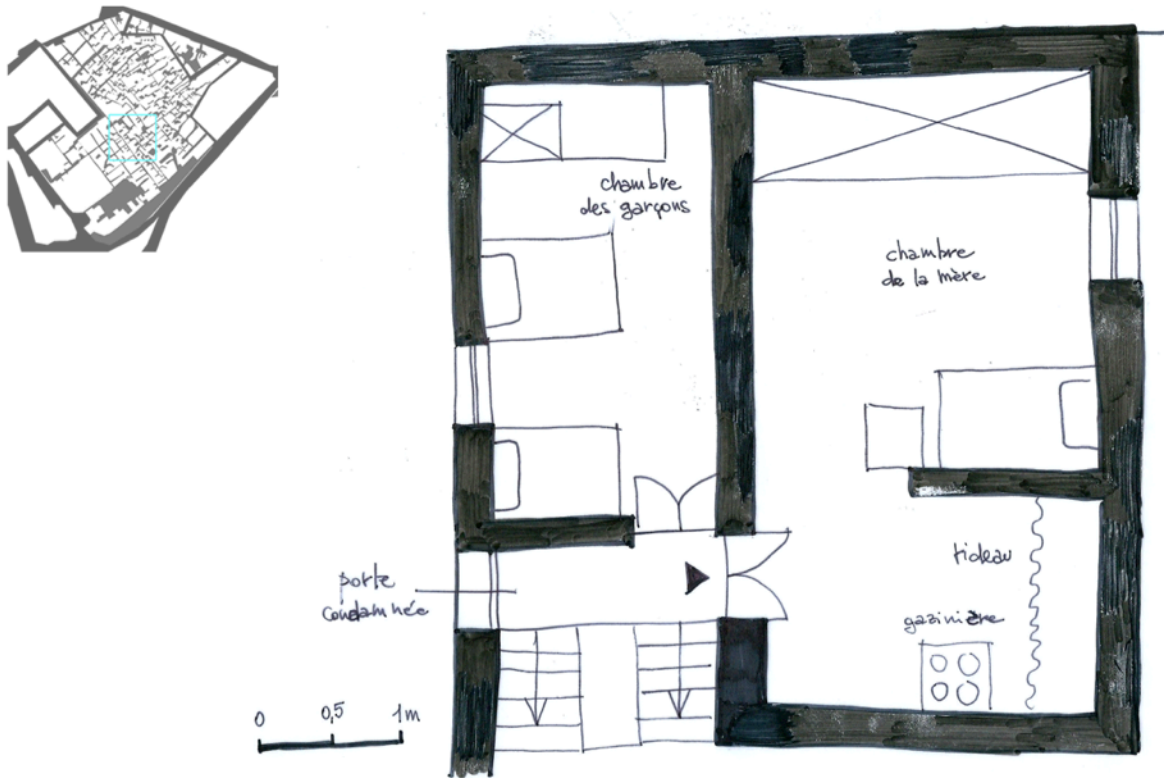 chambre
des garçons
chambre
de la mère
porte
condamnée
rideau
gazinière
0 0,5 1m